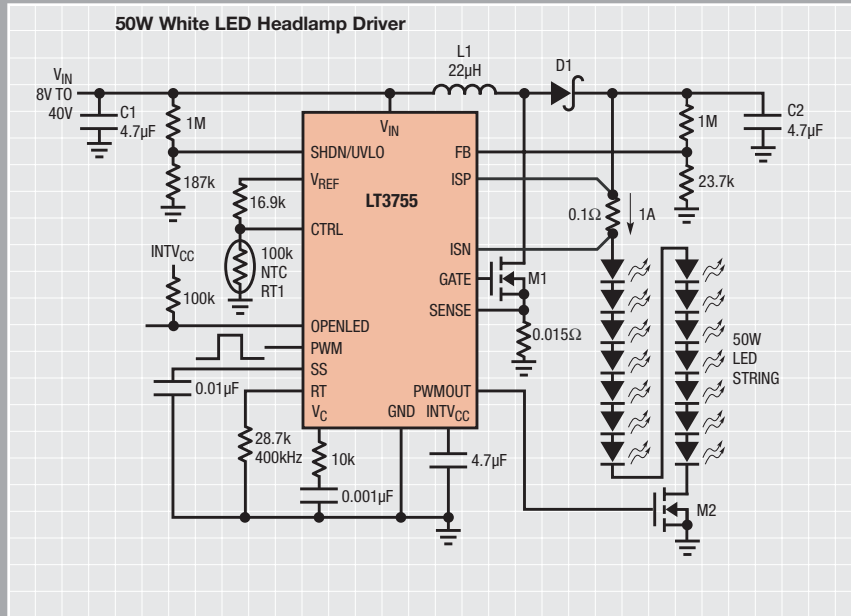 50W White LED Headlamp Driver
L1
22µH
D1
VIN
8V TO
40V
C1
4.7µF
1M
187k
VIN
SHDN/UVLO
VREF
16.9k
CTRL
100k
NTC
RT1
INTVCC
100k
OPENLED
PWM
SS
0.01µF
RT
VC
28.7k
400kHz
10k
0.001µF
LT3755
FB
ISP
ISN
GATE
SENSE
PWMOUT
GND
INTVCC
4.7µF
0.1Ω
1A
M1
0.015Ω
1M
23.7k
C2
4.7µF
50W
LED
STRING
M2